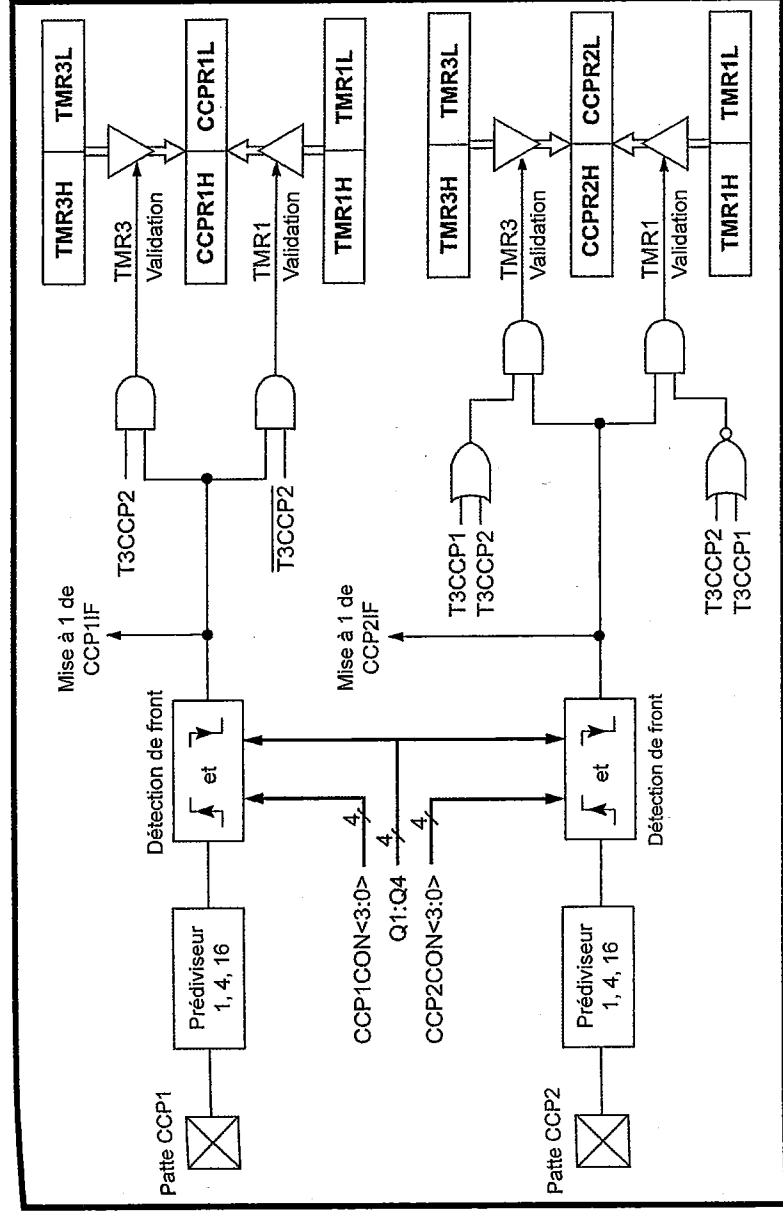 Patte CCP1
Prédiviseur
1, 4, 16
Détection de front
et
Mise à 1 de
CCP1IF
T3CCP2
T3CCP2
TMR3
Validation
TMR1
Validation
TMR3H
TMR3L
CCPR1H
CCPR1L
TMR1H
TMR1L
CCP1CON<3:0>
4
Q1:Q4
4
CCP2CON<3:0>
4
Patte CCP2
Prédiviseur
1, 4, 16
et
Détection de front
Mise à 1 de
CCP2IF
T3CCP1
T3CCP2
T3CCP2
T3CCP1
TMR3
Validation
TMR1
Validation
TMR3H
TMR3L
CCPR2H
CCPR2L
TMR1H
TMR1L